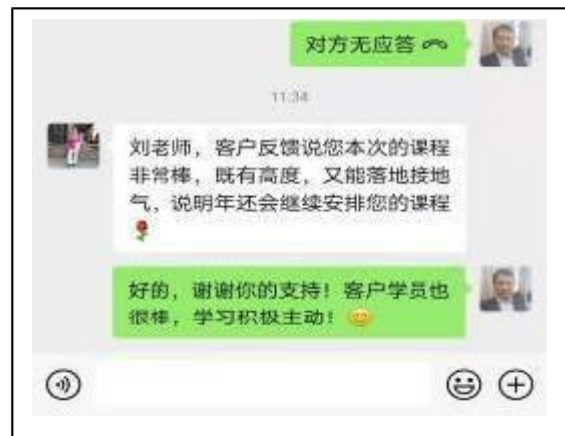 对方无应答
11:34
刘老师，客户反馈说您本次的课程
非常棒，既有高度，又能落地接地
气，说明年还会继续安排您的课程
好的，谢谢你的支持！客户学员也
很棒，学习积极主动！